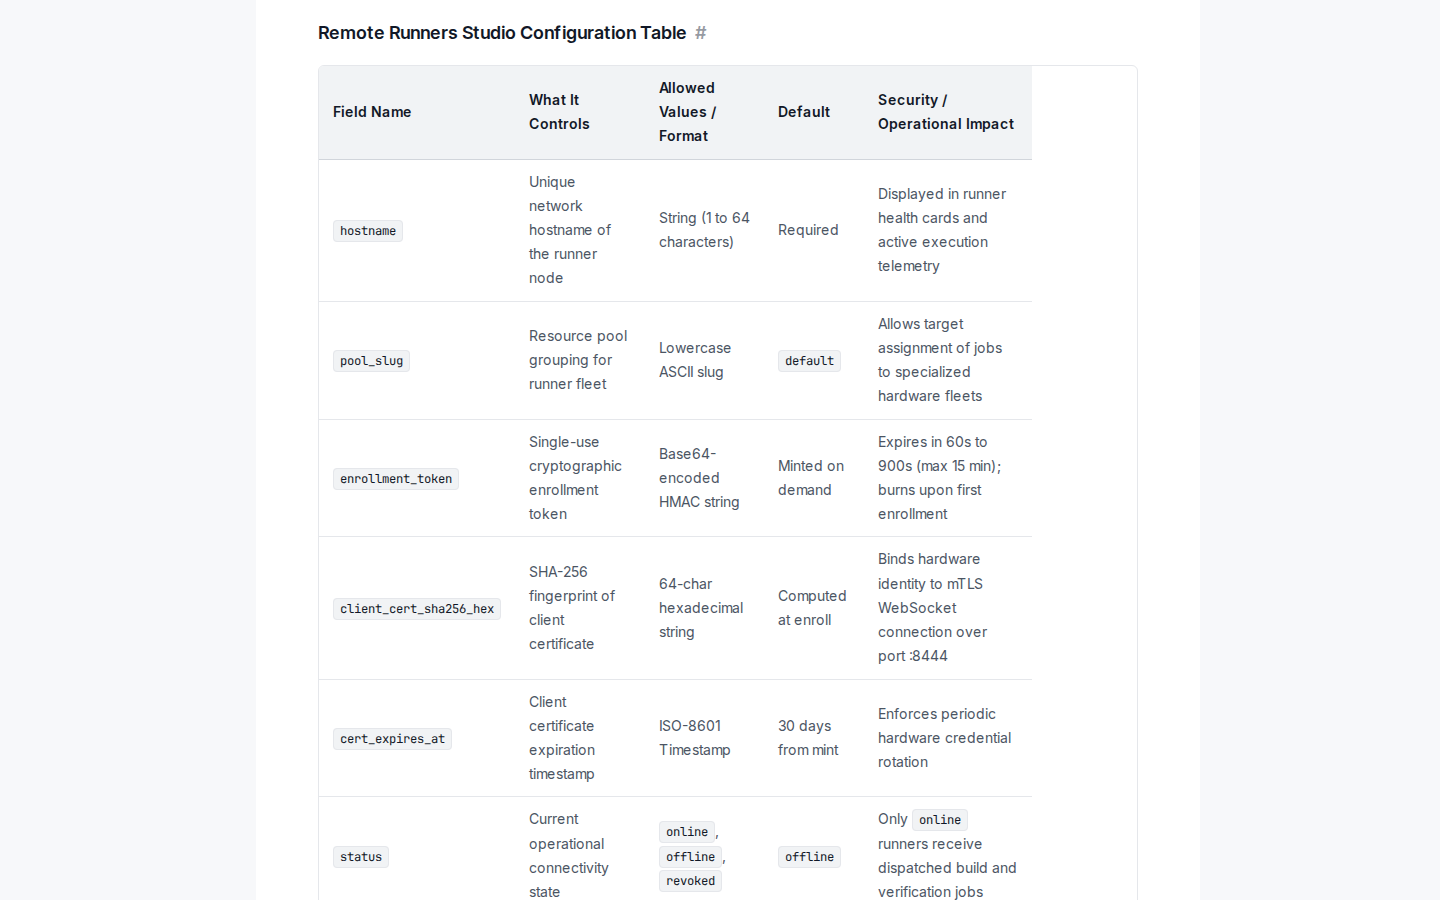 Remote Runners Studio Configuration Table #
Field Name
What It
Controls
Allowed
Values /
Format
Default
Security /
Operational Impact
hostname
Unique
network
hostname of
the runner
node
String (1 to 64
characters)
Required
Displayed in runner
health cards and
active execution
telemetry
pool_slug
Resource pool
grouping for
runner fleet
Lowercase
ASCII slug
default
Allows target
assignment of jobs
to specialized
hardware fleets
enrollment_token
Single-use
cryptographic
enrollment
token
Base64-
encoded
HMAC string
Minted on
demand
Expires in 60s to
900s (max 15 min);
burns upon first
enrollment
client_cert_sha256_hex
SHA-256
fingerprint of
client
certificate
64-char
hexadecimal
string
Computed
at enroll
Binds hardware
identity to mTLS
WebSocket
connection over
port :8444
cert_expires_at
Client
certificate
expiration
timestamp
ISO-8601
Timestamp
30 days
from mint
Enforces periodic
hardware credential
rotation
status
Current
operational
connectivity
state
online,
offline,
revoked
offline
Only online
runners receive
dispatched build and
verification jobs